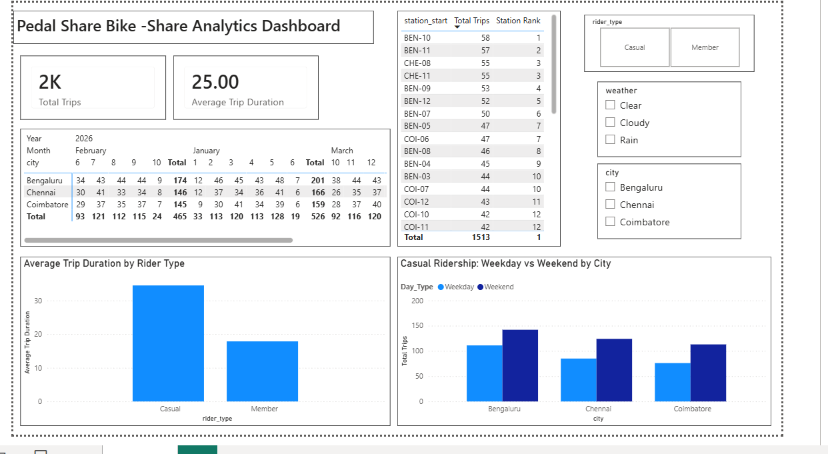 Pedal Share Bike -Share Analytics Dashboard
2K
Total Trips
25.00
Average Trip Duration
Year 2026
Month February January March
city 6 7 8 9 10 Total 1 2 3 4 5 6 Total 10 11 12
Bengaluru 34 43 44 44 9 174 12 46 45 43 48 7 201 38 44 43
Chennai 30 41 33 34 8 146 12 37 34 36 41 6 166 26 35 37
Coimbatore 29 37 35 37 7 145 9 30 41 34 39 6 159 28 37 40
Total 93 121 112 115 24 465 33 113 120 113 128 19 526 92 116 120
station_start Total Trips Station Rank
BEN-10 58 1
BEN-11 57 2
CHE-08 55 3
CHE-11 55 3
BEN-09 53 4
BEN-12 52 5
BEN-07 50 6
BEN-05 47 7
COI-06 47 7
BEN-08 46 8
BEN-04 45 9
BEN-03 44 10
COI-07 44 10
COI-12 43 11
COI-10 42 12
COI-11 42 12
Total 1513 1
rider_type
Casual Member
weather
Clear
Cloudy
Rain
city
Bengaluru
Chennai
Coimbatore
Average Trip Duration by Rider Type
Average Trip Duration
30
20
10
0
Casual Member
rider_type
Casual Ridership: Weekday vs Weekend by City
Day_Type Weekday Weekend
Total Trips
200
150
100
50
0
Bengaluru Chennai Coimbatore
city